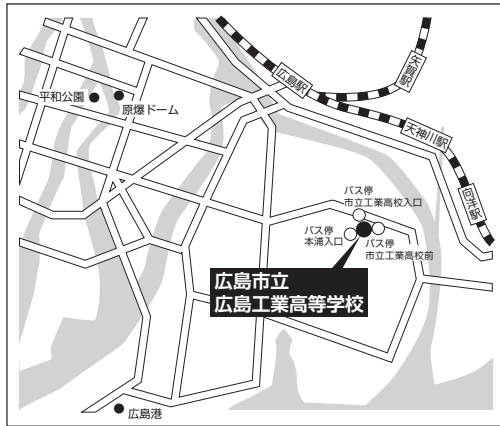 矢賀駅
広島駅
平和公園
原爆ドーム
天神川駅
向洋駅
バス停
市立工業高校入口
バス停
本浦入口
バス停
市立工業高校前
広島市立
広島工業高等学校
広島港